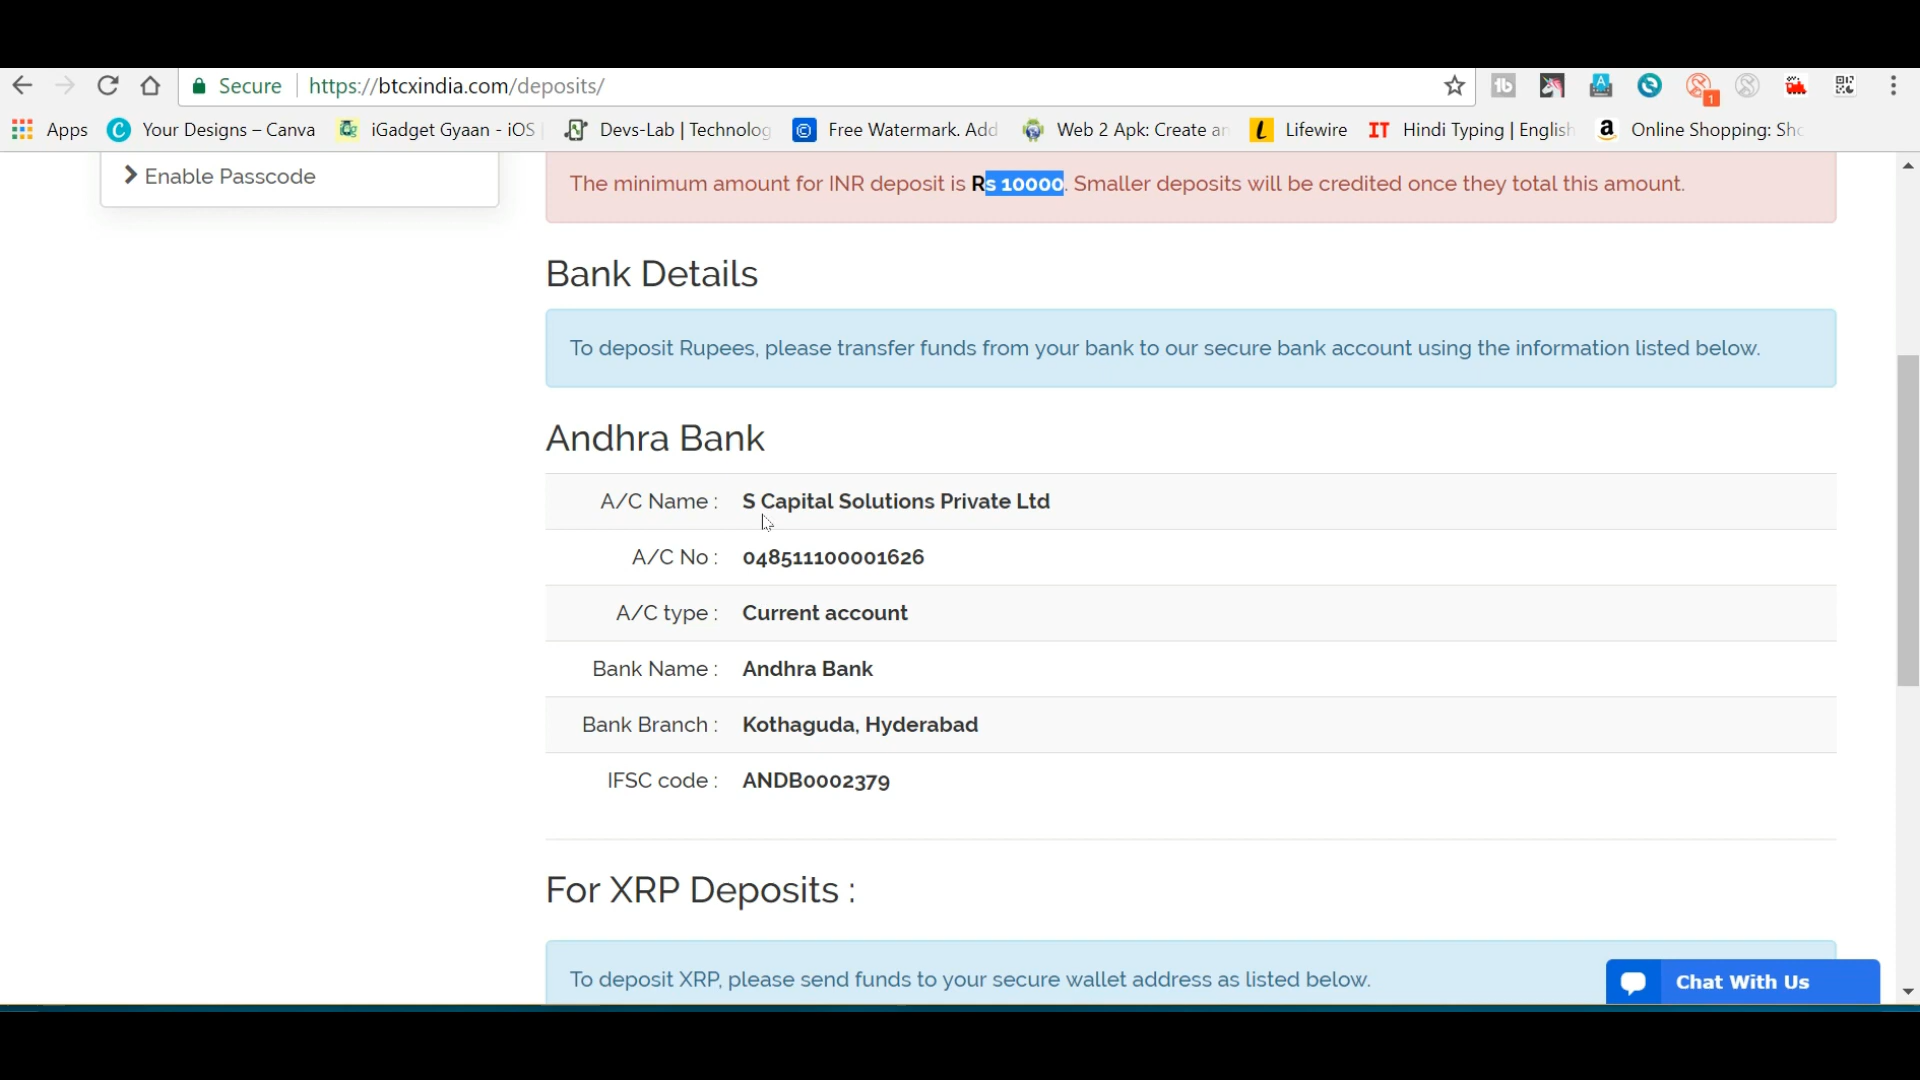 Secure
https://btcxindia.com/deposits/
1
Apps
Your Designs – Canva
iGadget Gyaan - iOS
Devs-Lab | Technolog
Free Watermark. Add
Web 2 Apk: Create an
Lifewire
IT
Hindi Typing | English
Online Shopping: Sho
Enable Passcode
The minimum amount for INR deposit is Rs 10000. Smaller deposits will be credited once they total this amount.
Bank Details
To deposit Rupees, please transfer funds from your bank to our secure bank account using the information listed below.
Andhra Bank
A/C Name : S Capital Solutions Private Ltd
A/C No : 048511100001626
A/C type : Current account
Bank Name : Andhra Bank
Bank Branch : Kothaguda, Hyderabad
IFSC code : ANDB0002379
For XRP Deposits :
To deposit XRP, please send funds to your secure wallet address as listed below.
Chat With Us